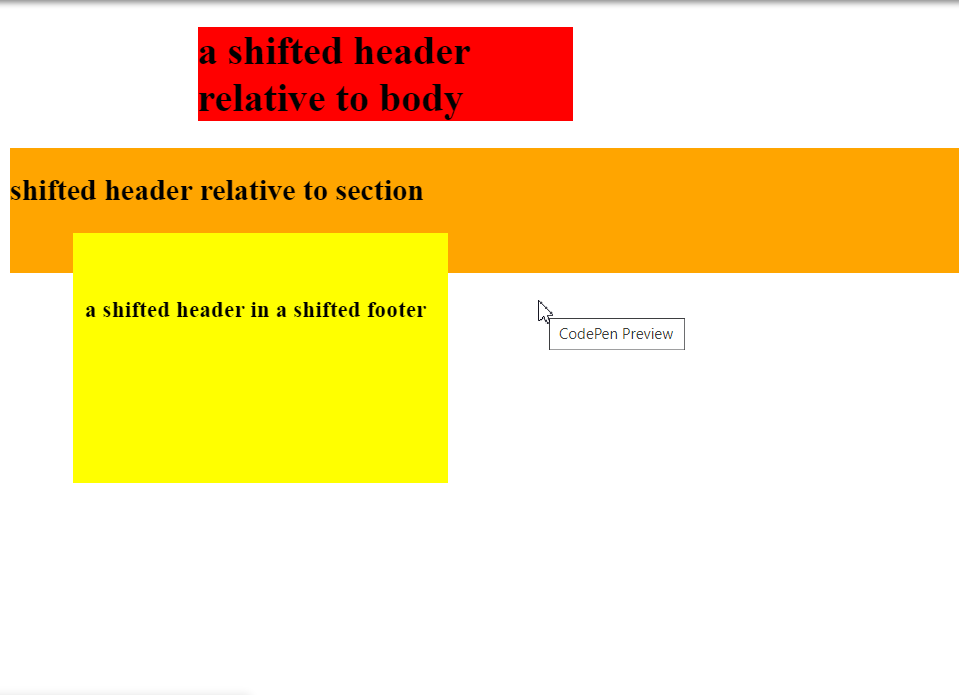 a shifted header
relative to body
shifted header relative to section
a shifted header in a shifted footer
CodePen Preview